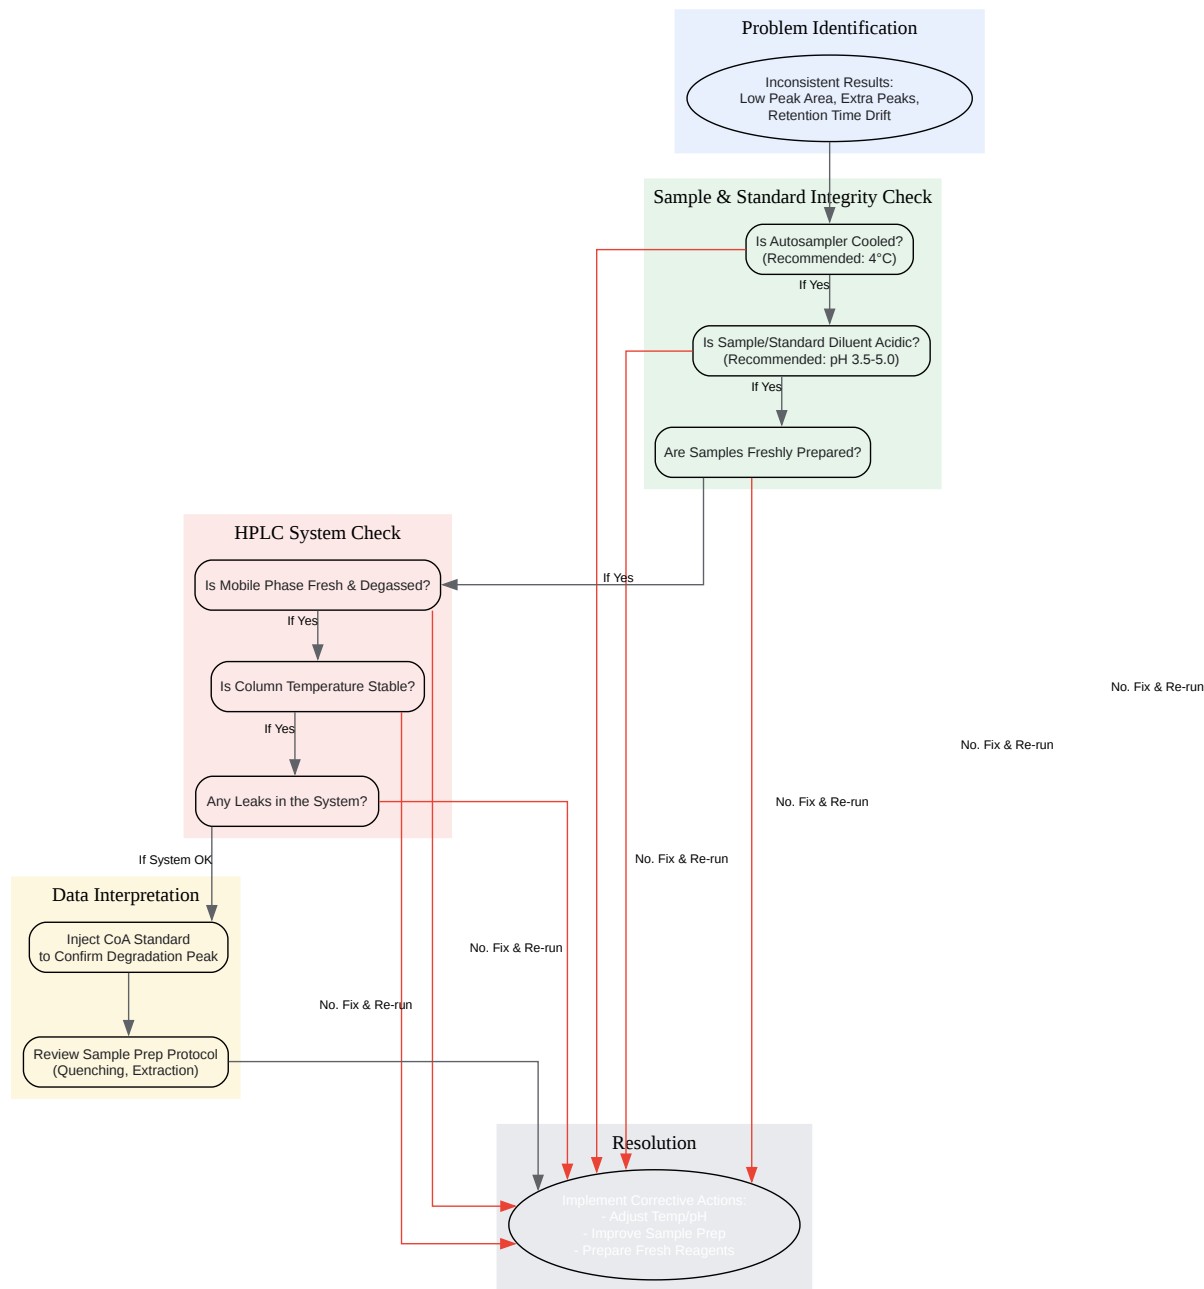 Problem Identification
Inconsistent Results:
Low Peak Area, Extra Peaks,
Retention Time Drift
Sample & Standard Integrity Check
Is Autosampler Cooled?
(Recommended: 4°C)
If Yes
Is Sample/Standard Diluent Acidic?
(Recommended: pH 3.5-5.0)
If Yes
Are Samples Freshly Prepared?
If Yes
HPLC System Check
Is Mobile Phase Fresh & Degassed?
If Yes
Is Column Temperature Stable?
If Yes
Any Leaks in the System?
If System OK
No. Fix & Re-run
No. Fix & Re-run
No. Fix & Re-run
No. Fix & Re-run
No. Fix & Re-run
No. Fix & Re-run
Data Interpretation
Inject CoA Standard
to Confirm Degradation Peak
Review Sample Prep Protocol
(Quenching, Extraction)
Resolution
Implement Corrective Actions:
- Adjust Temp/pH
- Improve Sample Prep
- Prepare Fresh Reagents